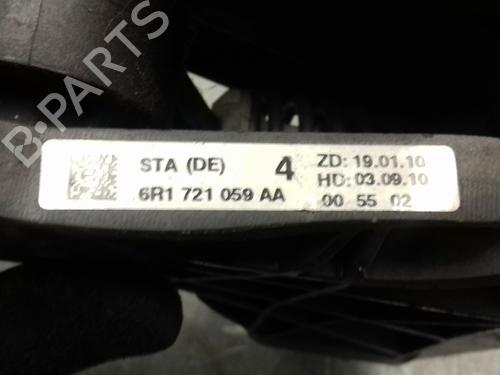 B-PARTS
STA (DE) 4 ZD: 19.01.10
6R1 721 059 AA HD: 03.09.10
00 55 02